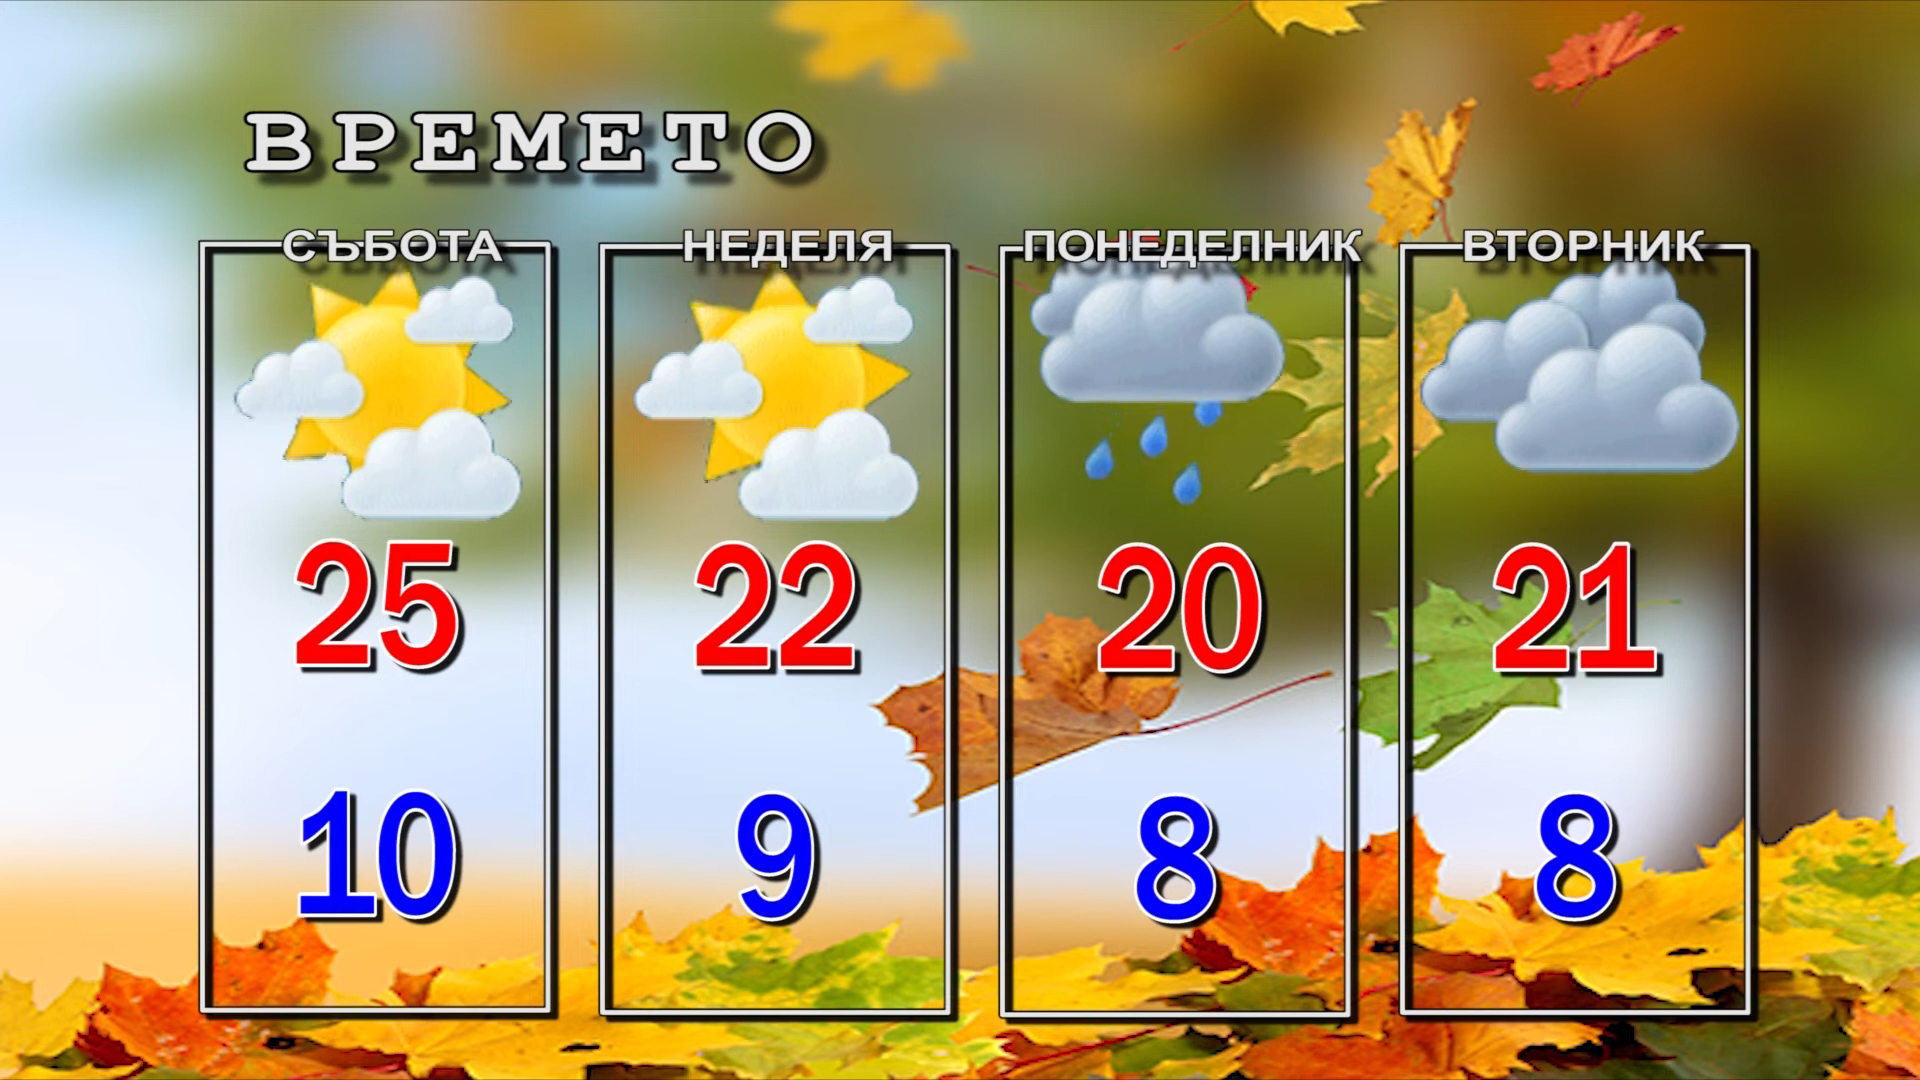 ВРЕМЕТО
СЪБОТА НЕДЕЛЯ ПОНЕДЕЛНИК ВТОРНИК
25 22 20 21
10 9 8 8